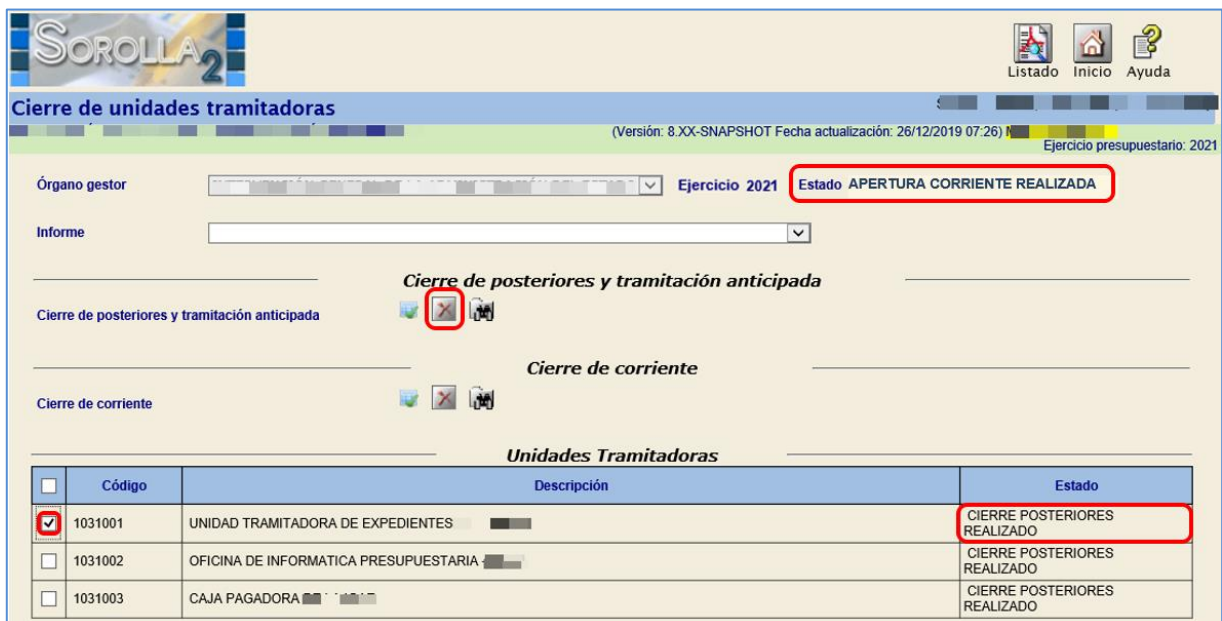 SOROLLA2
Listado Inicio Ayuda
Cierre de unidades tramitadoras
(Versión: 8.XX-SNAPSHOT Fecha actualización: 26/12/2019 07:26)
Ejercicio presupuestario: 2021
Órgano gestor Ejercicio 2021 Estado APERTURA CORRIENTE REALIZADA
Informe
Cierre de posteriores y tramitación anticipada
Cierre de posteriores y tramitación anticipada
Cierre de corriente
Cierre de corriente
Unidades Tramitadoras
Código Descripción Estado
1031001 UNIDAD TRAMITADORA DE EXPEDIENTES CIERRE POSTERIORES
REALIZADO
1031002 OFICINA DE INFORMATICA PRESUPUESTARIA CIERRE POSTERIORES
REALIZADO
1031003 CAJA PAGADORA CIERRE POSTERIORES
REALIZADO